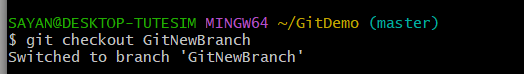 SAYAN@DESKTOP-TUTESIM MINGW64 ~/GitDemo (master)
$ git checkout GitNewBranch
Switched to branch 'GitNewBranch'